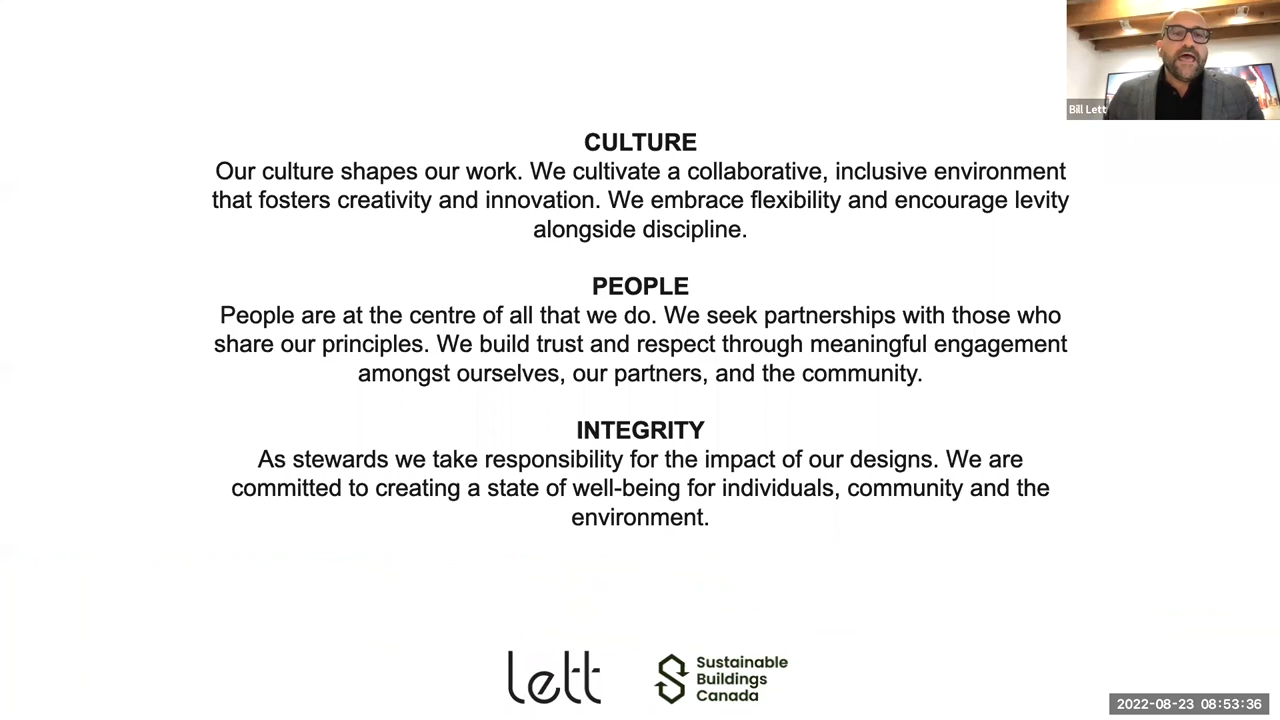 Bill Lett
CULTURE
Our culture shapes our work. We cultivate a collaborative, inclusive environment
that fosters creativity and innovation. We embrace flexibility and encourage levity
alongside discipline.
PEOPLE
People are at the centre of all that we do. We seek partnerships with those who
share our principles. We build trust and respect through meaningful engagement
amongst ourselves, our partners, and the community.
INTEGRITY
As stewards we take responsibility for the impact of our designs. We are
committed to creating a state of well-being for individuals, community and the
environment.
lett
Sustainable
Buildings
Canada
2022-08-23 08:53:36